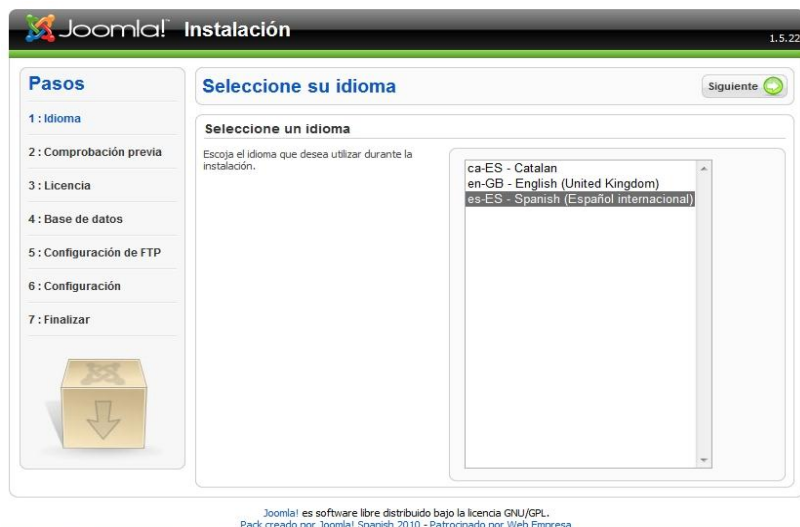 Joomla! Instalación
1.5.22
Pasos
1 : Idioma
2 : Comprobación previa
3 : Licencia
4 : Base de datos
5 : Configuración de FTP
6 : Configuración
7 : Finalizar
Seleccione su idioma
Siguiente
Seleccione un idioma
Escoja el idioma que desea utilizar durante la
instalación.
ca-ES - Catalan
en-GB - English (United Kingdom)
es-ES - Spanish (Español internacional)
Joomla! es software libre distribuido bajo la licencia GNU/GPL.
Pack creado por Joomla! Spanish 2010 - Patrocinado por Web Empresa